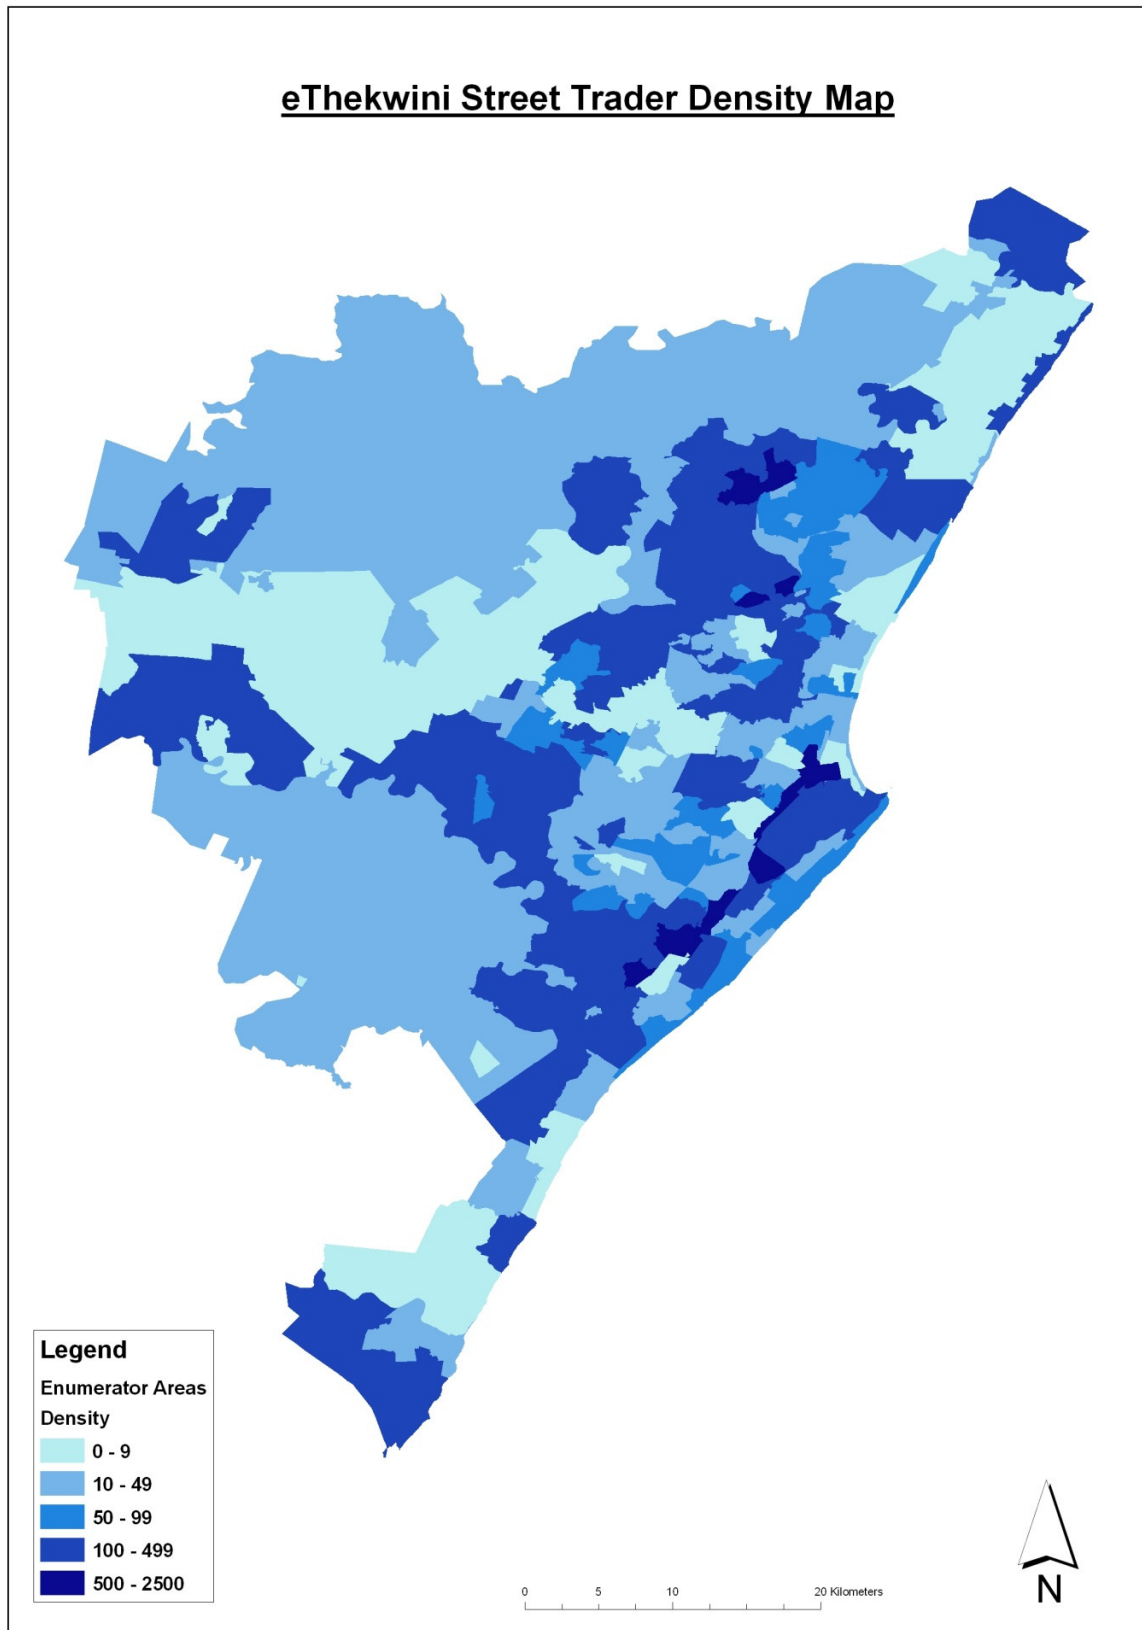 eThekwini Street Trader Density Map
Legend
Enumerator Areas
Density
0 - 9
10 - 49
50 - 99
100 - 499
500 - 2500
0 5 10 20 Kilometers
N